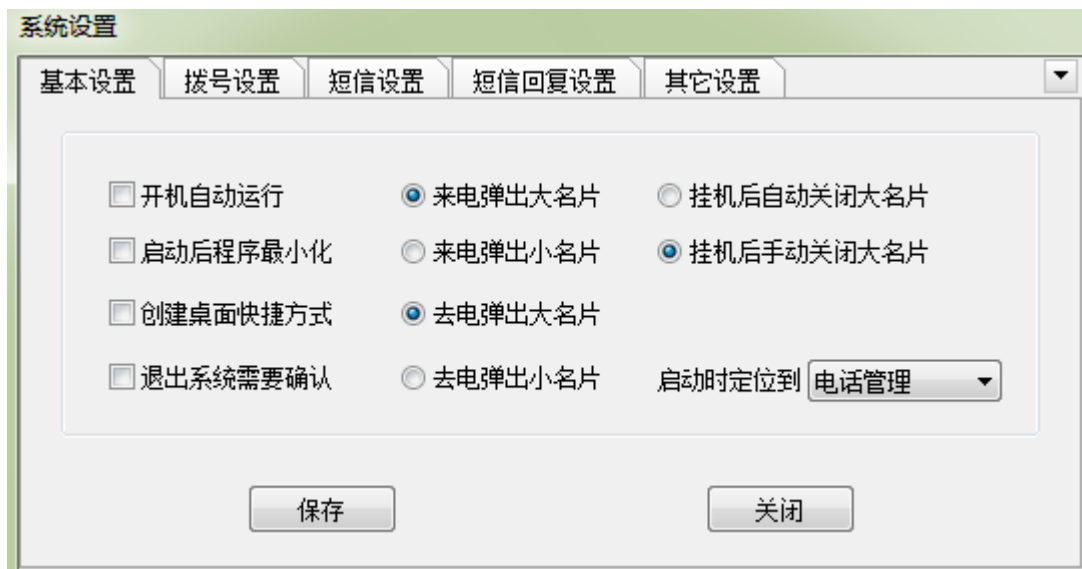 系统设置
基本设置 拨号设置 短信设置 短信回复设置 其它设置
开机自动运行 来电弹出大名片 挂机后自动关闭大名片
启动后程序最小化 来电弹出小名片 挂机后手动关闭大名片
创建桌面快捷方式 去电弹出大名片
退出系统需要确认 去电弹出小名片 启动时定位到 电话管理
保存 关闭